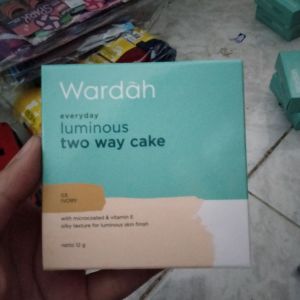 Wardah
everyday
luminous
two way cake
IVORY
with microcoated & vitamin E
silky texture for luminous skin finish
netto 12 g